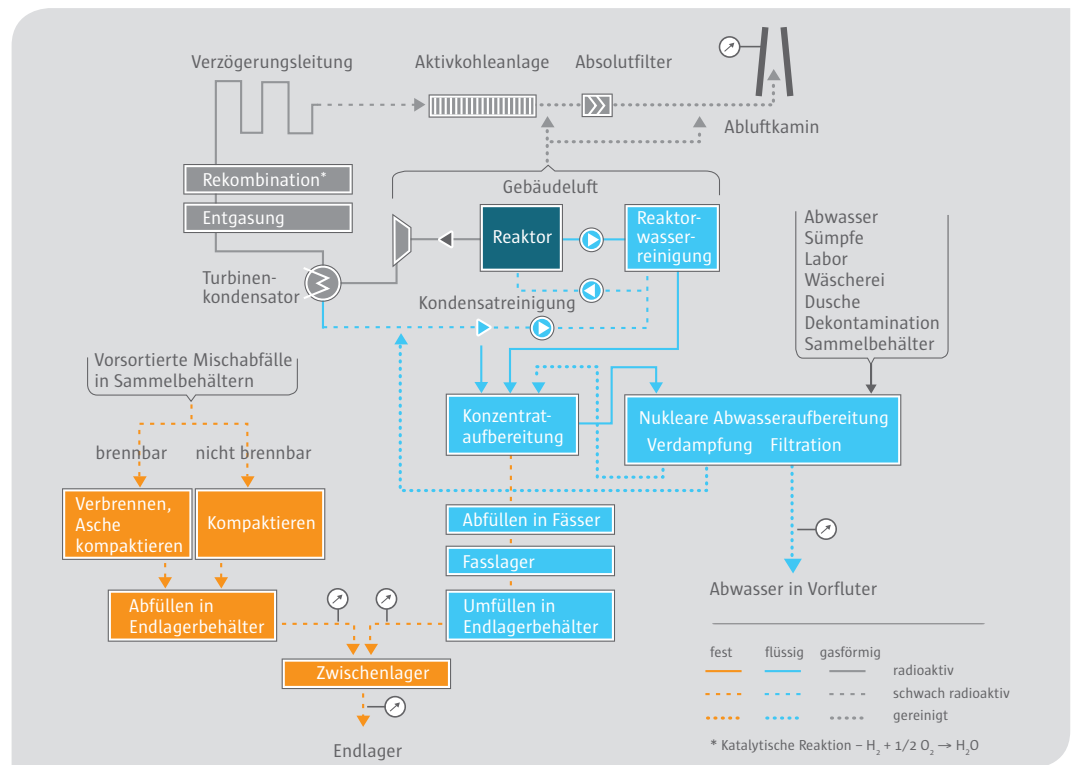 Verzögerungsleitung
Aktivkohleanlage
Absolutfilter
Abluftkamin
Rekombination*
Entgasung
Gebäudeluft
Reaktor
Reaktor-
wasser-
reinigung
Turbinen-
kondensator
Kondensatreinigung
Abwasser
Sümpfe
Labor
Wäscherei
Dusche
Dekontamination
Sammelbehälter
Vorsortierte Mischabfälle
in Sammelbehältern
brennbar
nicht brennbar
Konzentrat-
aufbereitung
Nukleare Abwasseraufbereitung
Verdampfung Filtration
Verbrennen,
Asche
kompaktieren
Kompaktieren
Abfüllen in Fässer
Fasslager
Abfüllen in
Endlagerbehälter
Umfüllen in
Endlagerbehälter
Abwasser in Vorfluter
Zwischenlager
Endlager
fest flüssig gasförmig
radioaktiv
schwach radioaktiv
gereinigt
* Katalytische Reaktion – H₂ + 1/2 O₂ → H₂O